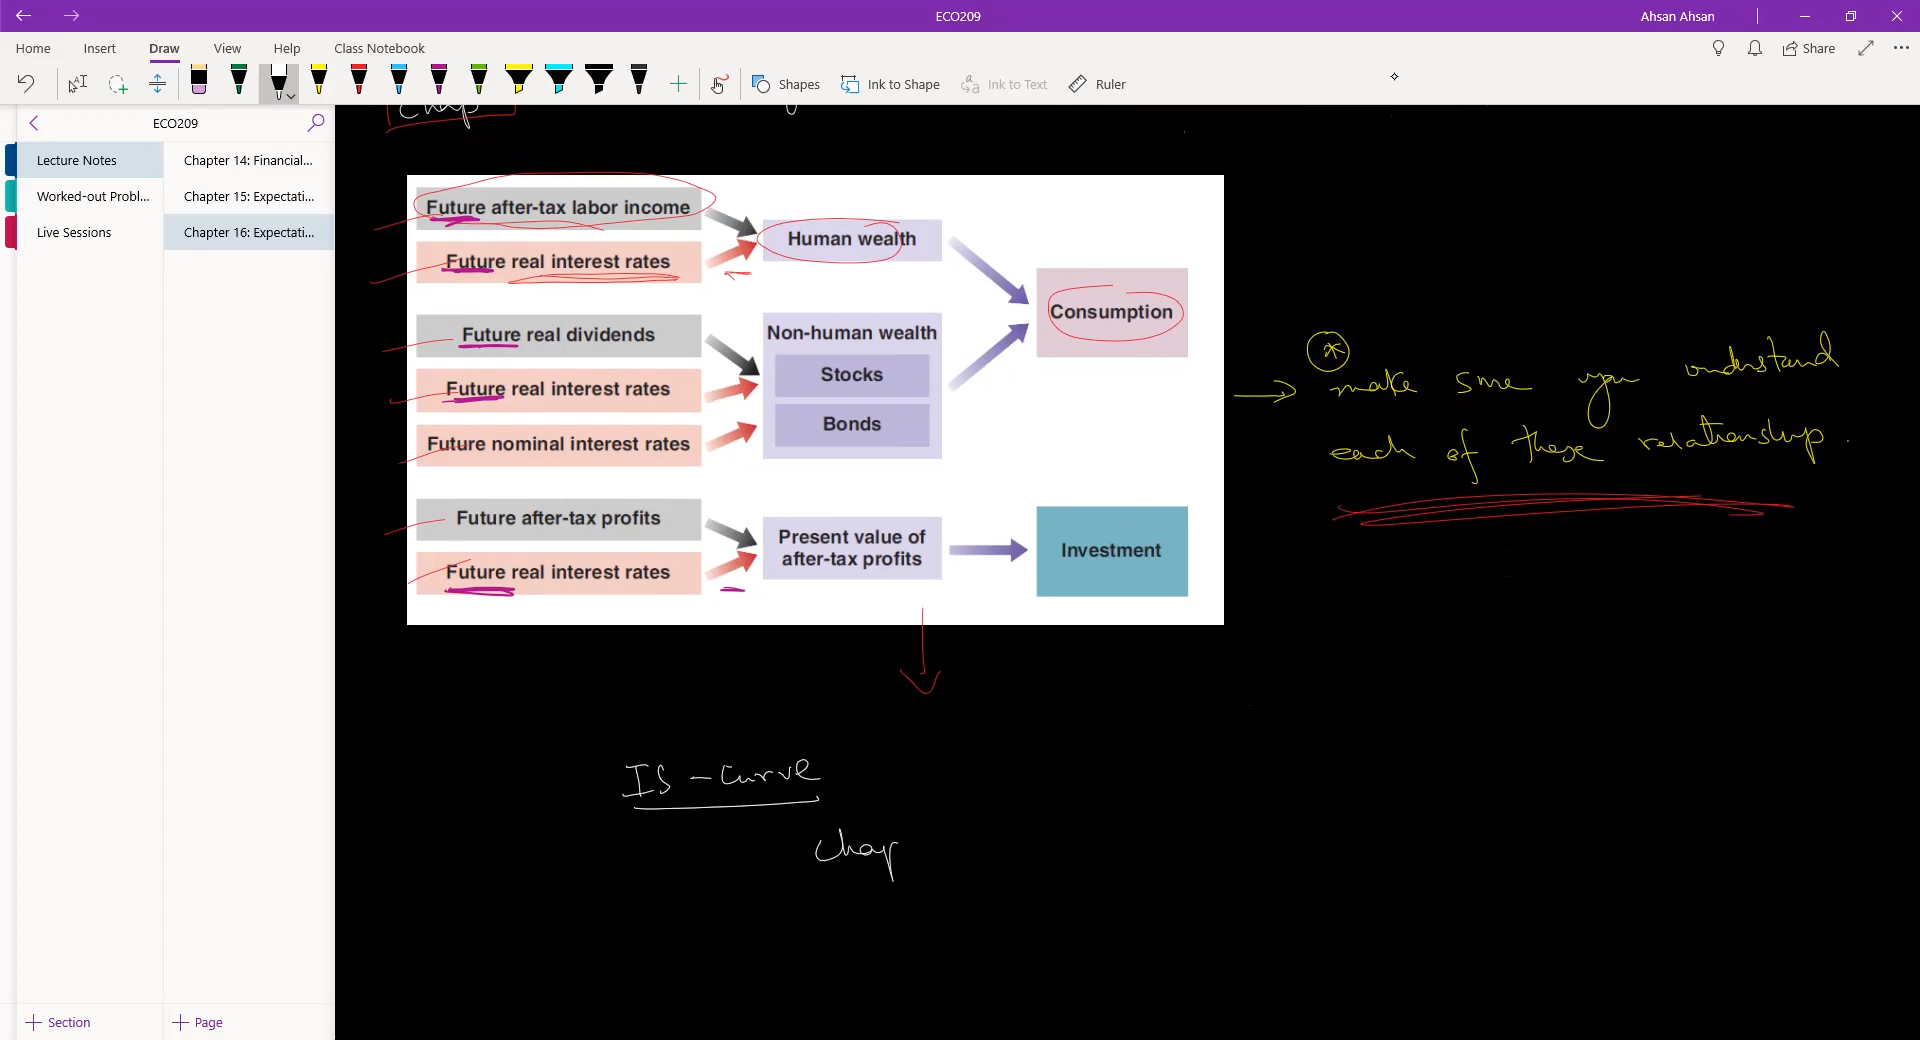 ECO209
Ahsan Ahsan
Home Insert Draw View Help Class Notebook
Share
Shapes Ink to Shape Ink to Text Ruler
ECO209
Lecture Notes
Worked-out Probl...
Live Sessions
Chapter 14: Financial...
Chapter 15: Expectati...
Chapter 16: Expectati...
Future after-tax labor income
Future real interest rates
Human wealth
Future real dividends
Future real interest rates
Future nominal interest rates
Non-human wealth
Stocks
Bonds
Consumption
Future after-tax profits
Future real interest rates
Present value of
after-tax profits
Investment
make sure you understand
each of these relationship.
IS - Curve
Chap
Section
Page